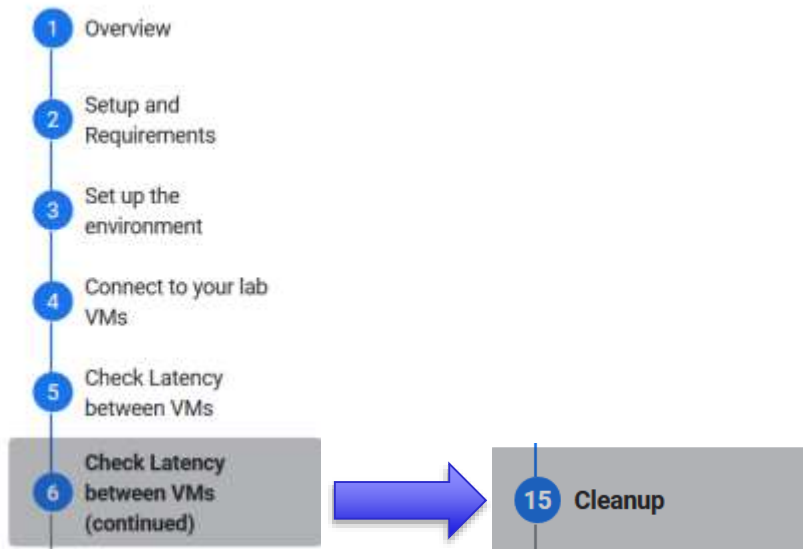 1 Overview
2 Setup and
Requirements
3 Set up the
environment
4 Connect to your lab
VMs
5 Check Latency
between VMs
6 Check Latency
between VMs
(continued)
15 Cleanup